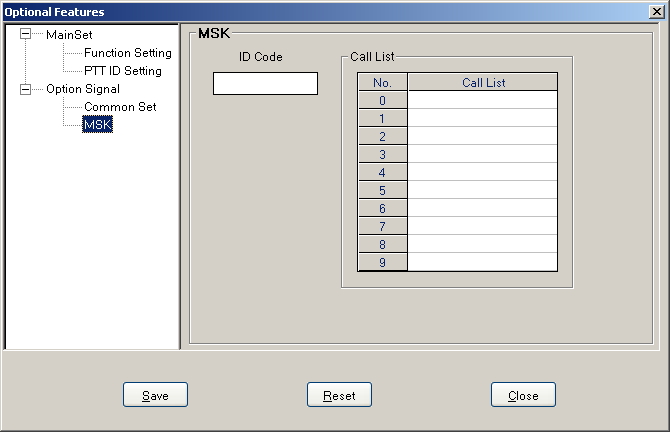 Optional Features
MainSet
Function Setting
PTT ID Setting
Option Signal
Common Set
MSK
MSK
ID Code
Call List
No. Call List
0
1
2
3
4
5
6
7
8
9
Save Reset Close